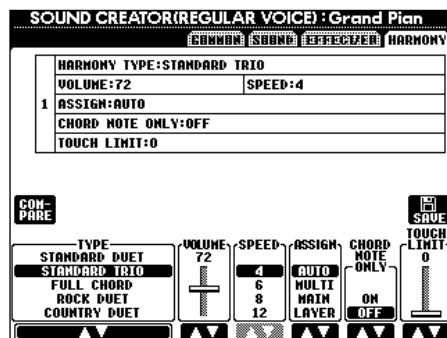 SOUND CREATOR(REGULAR VOICE):Grand Pian
COMMON SOUND EFFECT/EQ HARMONY
HARMONY TYPE:STANDARD TRIO
VOLUME:72 SPEED:4
1 ASSIGN:AUTO
CHORD NOTE ONLY:OFF
TOUCH LIMIT:0
COM-
PARE
SAVE
TYPE
STANDARD DUET
STANDARD TRIO
FULL CHORD
ROCK DUET
COUNTRY DUET
VOLUME
72
SPEED
4
6
8
12
ASSIGN
AUTO
MULTI
MAIN
LAYER
CHORD
NOTE
ONLY
ON
OFF
TOUCH
LIMIT
0